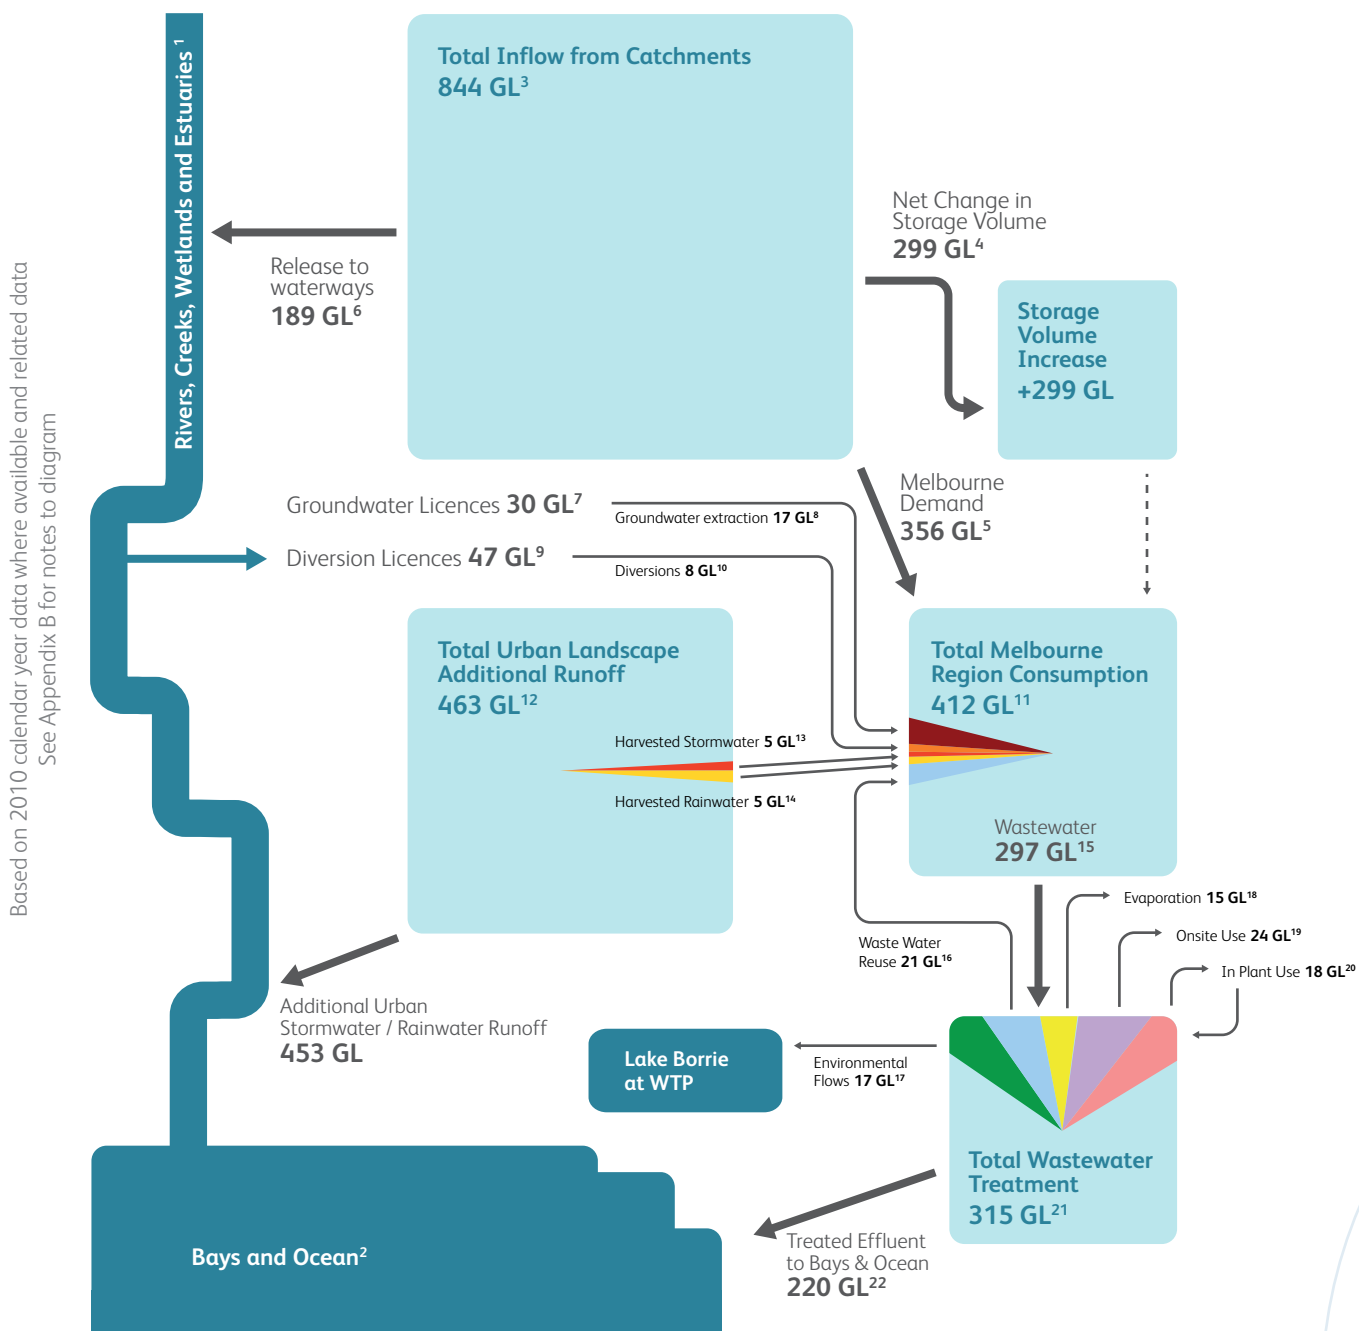 Based on 2010 calendar year data where available and related data
See Appendix B for notes to diagram
Rivers, Creeks, Wetlands and Estuaries ¹
Total Inflow from Catchments
844 GL³
Release to
waterways
189 GL⁶
Net Change in
Storage Volume
299 GL⁴
Storage
Volume
Increase
+299 GL
Melbourne
Demand
356 GL⁵
Groundwater Licences 30 GL⁷
Groundwater extraction 17 GL⁸
Diversion Licences 47 GL⁹
Diversions 8 GL¹⁰
Total Urban Landscape
Additional Runoff
463 GL¹²
Harvested Stormwater 5 GL¹³
Harvested Rainwater 5 GL¹⁴
Total Melbourne
Region Consumption
412 GL¹¹
Wastewater
297 GL¹⁵
Evaporation 15 GL¹⁸
Onsite Use 24 GL¹⁹
In Plant Use 18 GL²⁰
Waste Water
Reuse 21 GL¹⁶
Additional Urban
Stormwater / Rainwater Runoff
453 GL
Lake Borrie
at WTP
Environmental
Flows 17 GL¹⁷
Total Wastewater
Treatment
315 GL²¹
Treated Effluent
to Bays & Ocean
220 GL²²
Bays and Ocean²